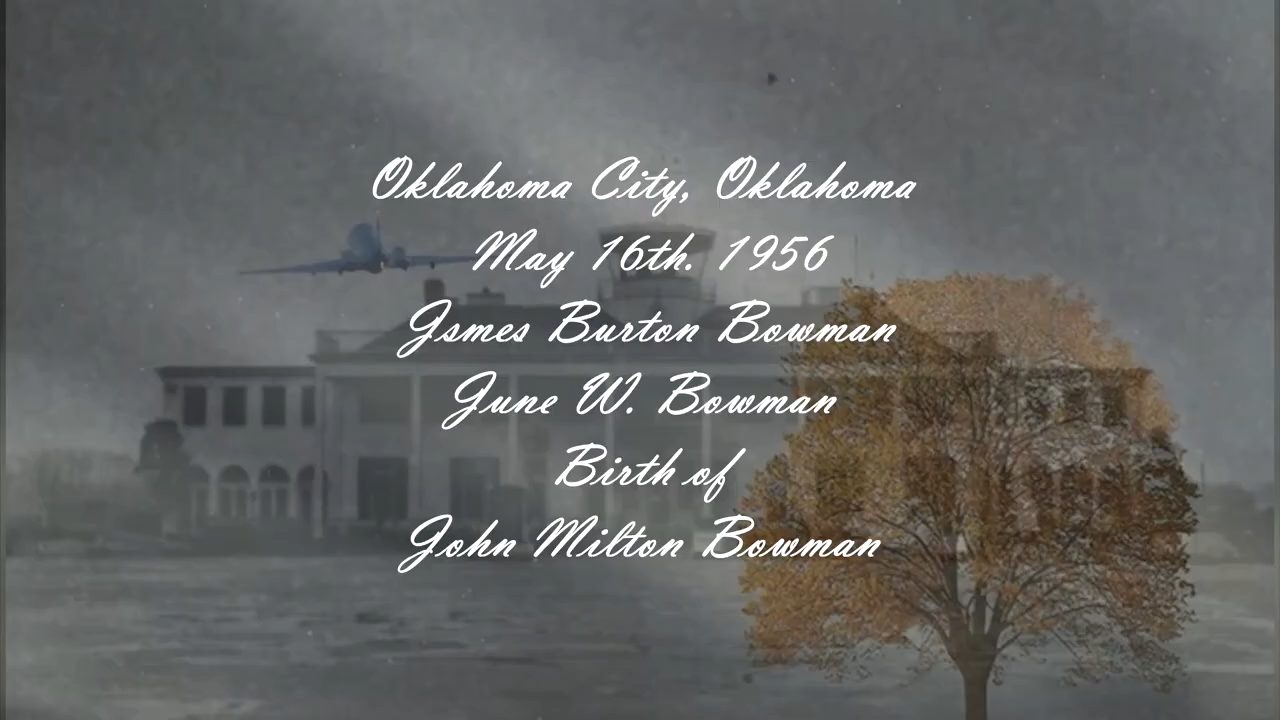 Oklahoma City, Oklahoma
May 16th. 1956
Jsmes Burton Bowman
June W. Bowman
Birth of
John Milton Bowman